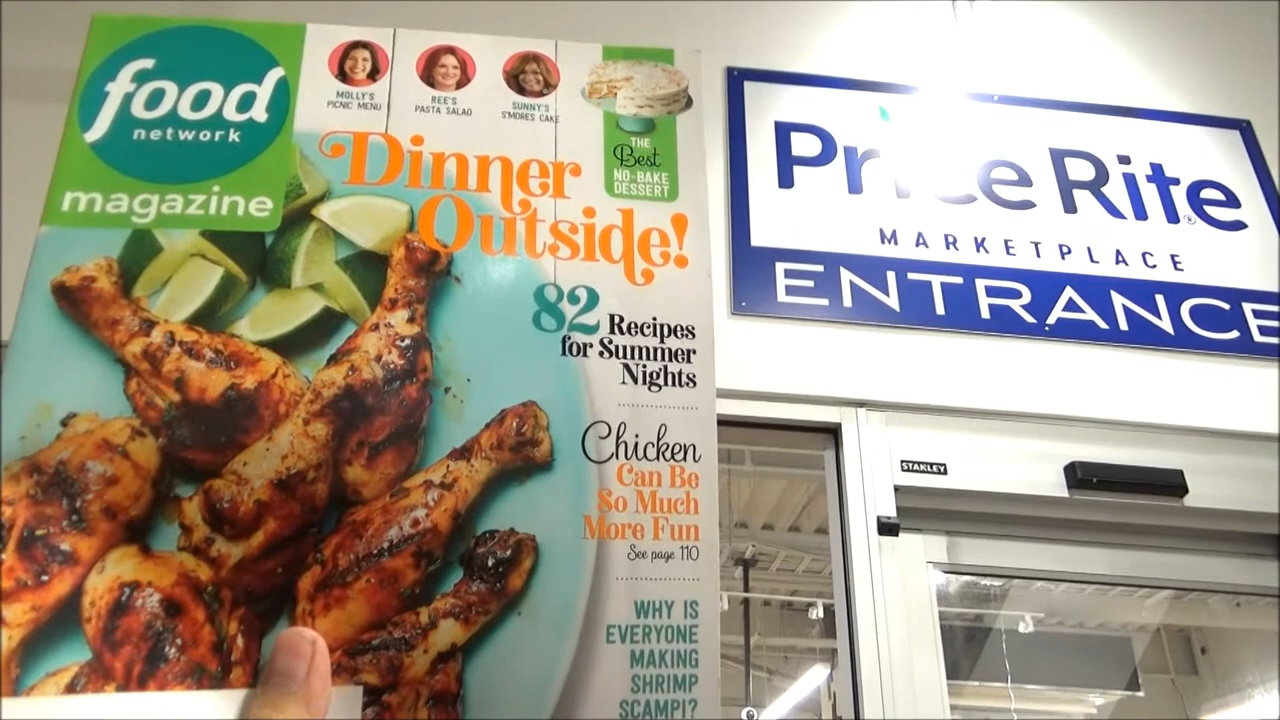 food
network
magazine
MOLLY'S
PICNIC MENU
REE'S
PASTA SALAD
SUNNY'S
S'MORES CAKE
THE
Best
NO-BAKE
DESSERT
Dinner
Outside!
82 Recipes
for Summer
Nights
Chicken
Can Be
So Much
More Fun
See page 110
WHY IS
EVERYONE
MAKING
SHRIMP
SCAMPI?
Price Rite®
MARKETPLACE
ENTRANCE
STANLEY